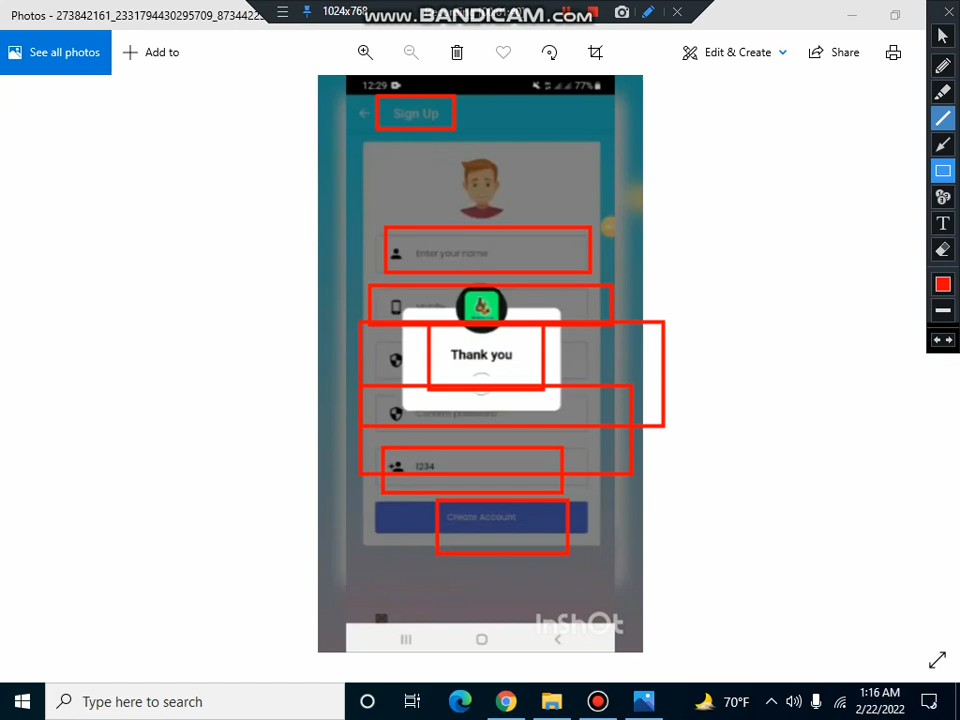 Photos - 273842161_2331794430295709_87344225
1024x768
WWW.BANDICAM.COM
See all photos
Add to
Edit & Create
Share
12:29
77%
Sign Up
Enter your name
Thank you
Confirm password
1234
Create Account
InShOt
T
Type here to search
70°F
1:16 AM
2/22/2022